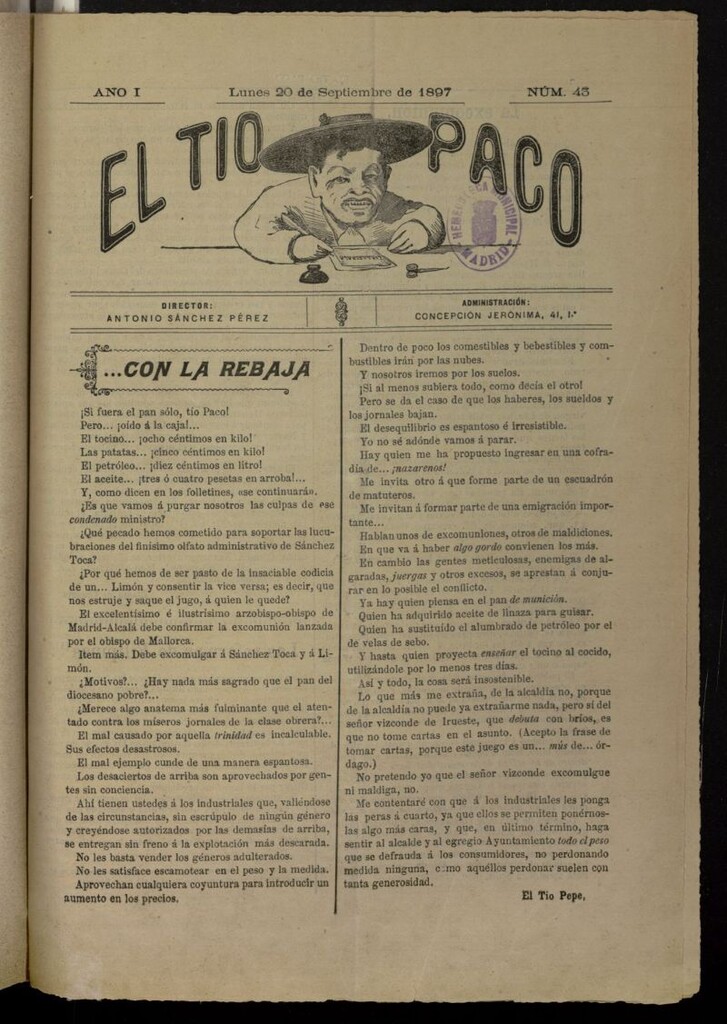 AÑO I
Lunes 20 de Septiembre de 1897
NÚM. 43
EL TIO PACO
HEMEROTECA MUNICIPAL
MADRID
DIRECTOR:
ANTONIO SÁNCHEZ PÉREZ
ADMINISTRACIÓN:
CONCEPCIÓN JERÓNIMA, 41, 1.º
...CON LA REBAJA
¡Si fuera el pan sólo, tío Paco!
Pero... ¡oído á la caja!...
El tocino... ¡ocho céntimos en kilo!
Las patatas... ¡cinco céntimos en kilo!
El petróleo... ¡diez céntimos en litro!
El aceite... ¡tres ó cuatro pesetas en arroba!...
Y, como dicen en los folletines, «se continuará».
¿Es que vamos á purgar nosotros las culpas de ese
condenado ministro?
¿Qué pecado hemos cometido para soportar las lucu-
braciones del finísimo olfato administrativo de Sánchez
Toca?
¿Por qué hemos de ser pasto de la insaciable codicia
de un... Limón y consentir la vice versa; es decir, que
nos estruje y saque el jugo, á quien le quede?
El excelentísimo é ilustrísimo arzobispo-obispo de
Madrid-Alcalá debe confirmar la excomunión lanzada
por el obispo de Mallorca.
Item más. Debe excomulgar á Sánchez Toca y á Li-
món.
¿Motivos?... ¿Hay nada más sagrado que el pan del
diocesano pobre?...
¿Merece algo anatema más fulminante que el aten-
tado contra los míseros jornales de la clase obrera?...
El mal causado por aquella trinidad es incalculable.
Sus efectos desastrosos.
El mal ejemplo cunde de una manera espantosa.
Los desaciertos de arriba son aprovechados por gen-
tes sin conciencia.
Ahí tienen ustedes á los industriales que, valiéndose
de las circunstancias, sin escrúpulo de ningún género
y creyéndose autorizados por las demasías de arriba,
se entregan sin freno á la explotación más descarada.
No les basta vender los géneros adulterados.
No les satisface escamotear en el peso y la medida.
Aprovechan cualquiera coyuntura para introducir un
aumento en los precios.
Dentro de poco los comestibles y bebestibles y com-
bustibles irán por las nubes.
Y nosotros iremos por los suelos.
¡Si al menos subiera todo, como decía el otro!
Pero se da el caso de que los haberes, los sueldos y
los jornales bajan.
El desequilibrio es espantoso é irresistible.
Yo no sé adónde vamos á parar.
Hay quien me ha propuesto ingresar en una cofra-
día de... ¡nazarenos!
Me invita otro á que forme parte de un escuadrón
de matuteros.
Me invitan á formar parte de una emigración impor-
tante...
Hablan unos de excomuniones, otros de maldiciones.
En que va á haber algo gordo convienen los más.
En cambio las gentes meticulosas, enemigas de al-
garadas, juergas y otros excesos, se aprestan á conju-
rar en lo posible el conflicto.
Ya hay quien piensa en el pan de munición.
Quien ha adquirido aceite de linaza para guisar.
Quien ha sustituído el alumbrado de petróleo por el
de velas de sebo.
Y hasta quien proyecta enseñar el tocino al cocido,
utilizándole por lo menos tres días.
Así y todo, la cosa será insostenible.
Lo que más me extraña, de la alcaldía no, porque
de la alcaldía no puede ya extrañarme nada, pero sí del
señor vizconde de Irueste, que debuta con bríos, es
que no tome cartas en el asunto. (Acepto la frase de
tomar cartas, porque este juego es un... mús de... ór-
dago.)
No pretendo yo que el señor vizconde excomulgue
ni maldiga, no.
Me contentaré con que á los industriales les ponga
las peras á cuarto, ya que ellos se permiten ponérnos-
las algo más caras, y que, en último término, haga
sentir al alcalde y al egregio Ayuntamiento todo el peso
que se defrauda á los consumidores, no perdonando
medida ninguna, como aquéllos perdonar suelen con
tanta generosidad.
El Tío Pepe,